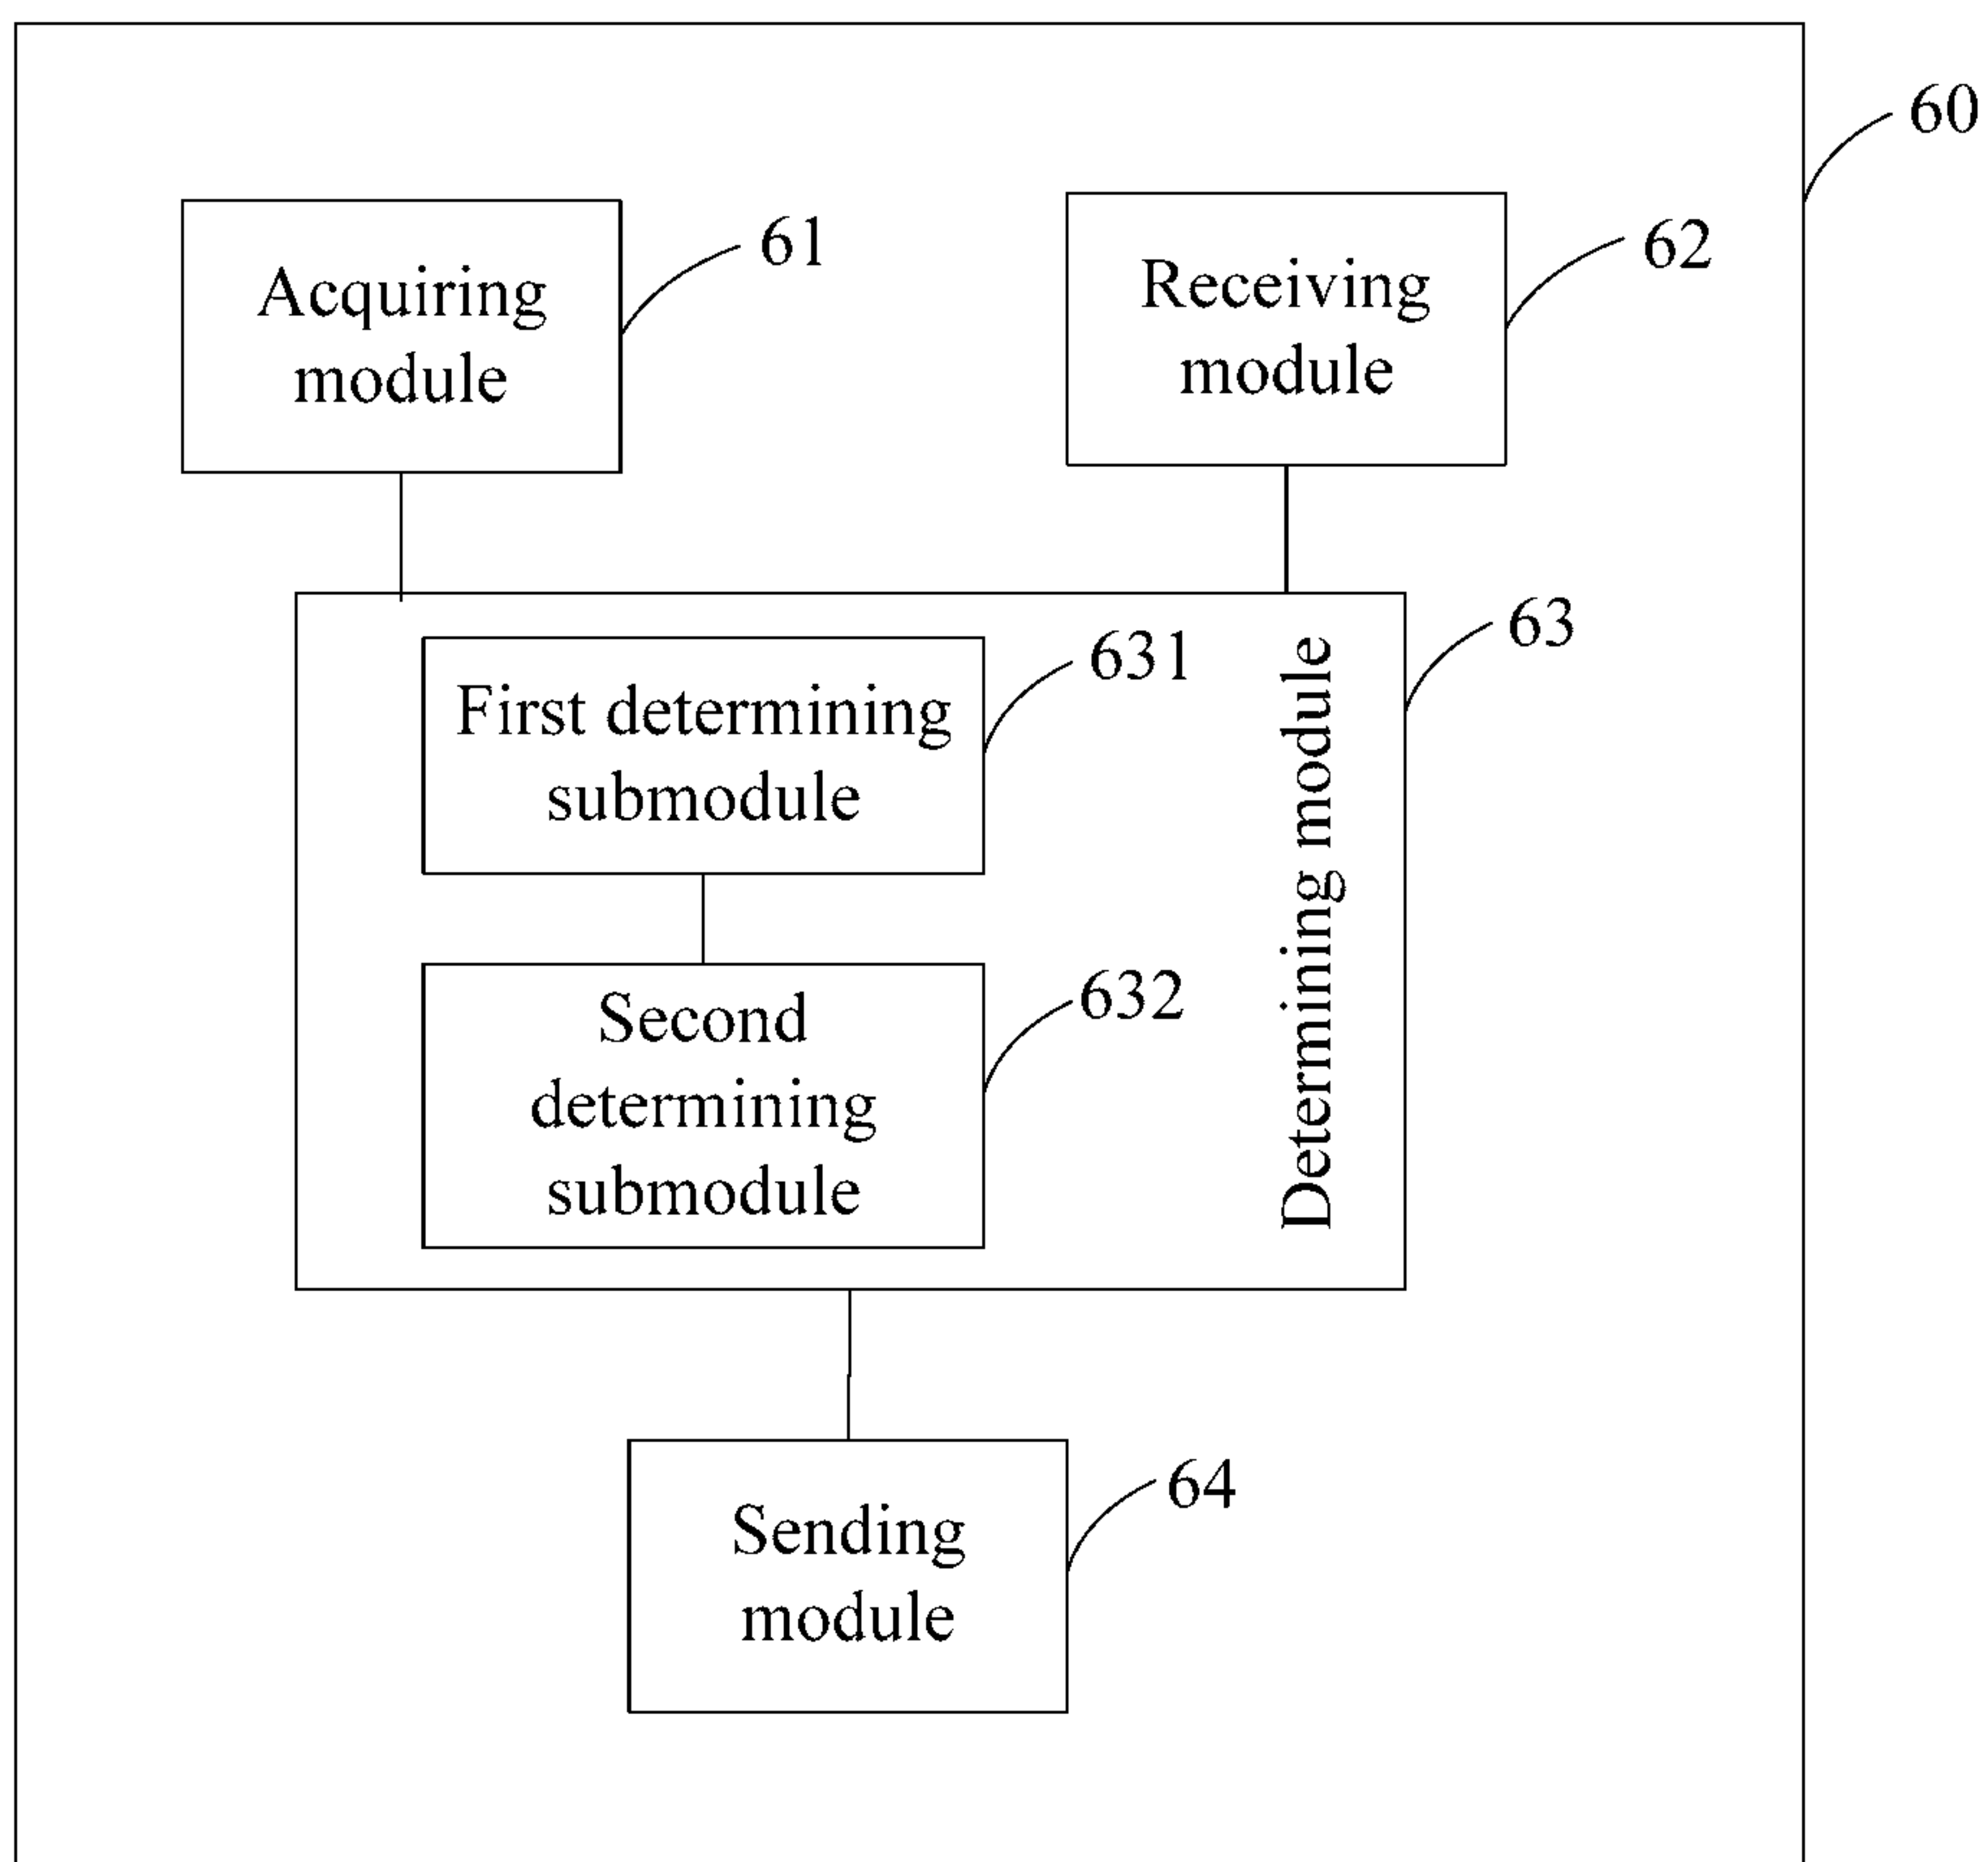 60
Acquiring
module
61
Receiving
module
62
63
First determining
submodule
631
Determining module
Second
determining
submodule
632
Sending
module
64